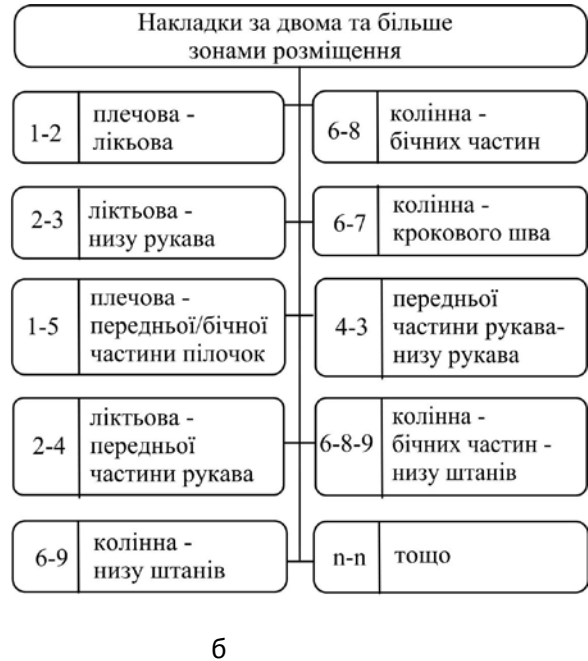 Накладки за двома та більше
зонами розміщення
1-2
плечова -
лікьова
6-8
колінна -
бічних частин
2-3
ліктьова -
низу рукава
6-7
колінна -
крокового шва
1-5
плечова -
передньої/бічної
частини пілочок
4-3
передньої
частини рукава-
низу рукава
2-4
ліктьова -
передньої
частини рукава
6-8-9
колінна -
бічних частин -
низу штанів
6-9
колінна -
низу штанів
n-n
тощо
б